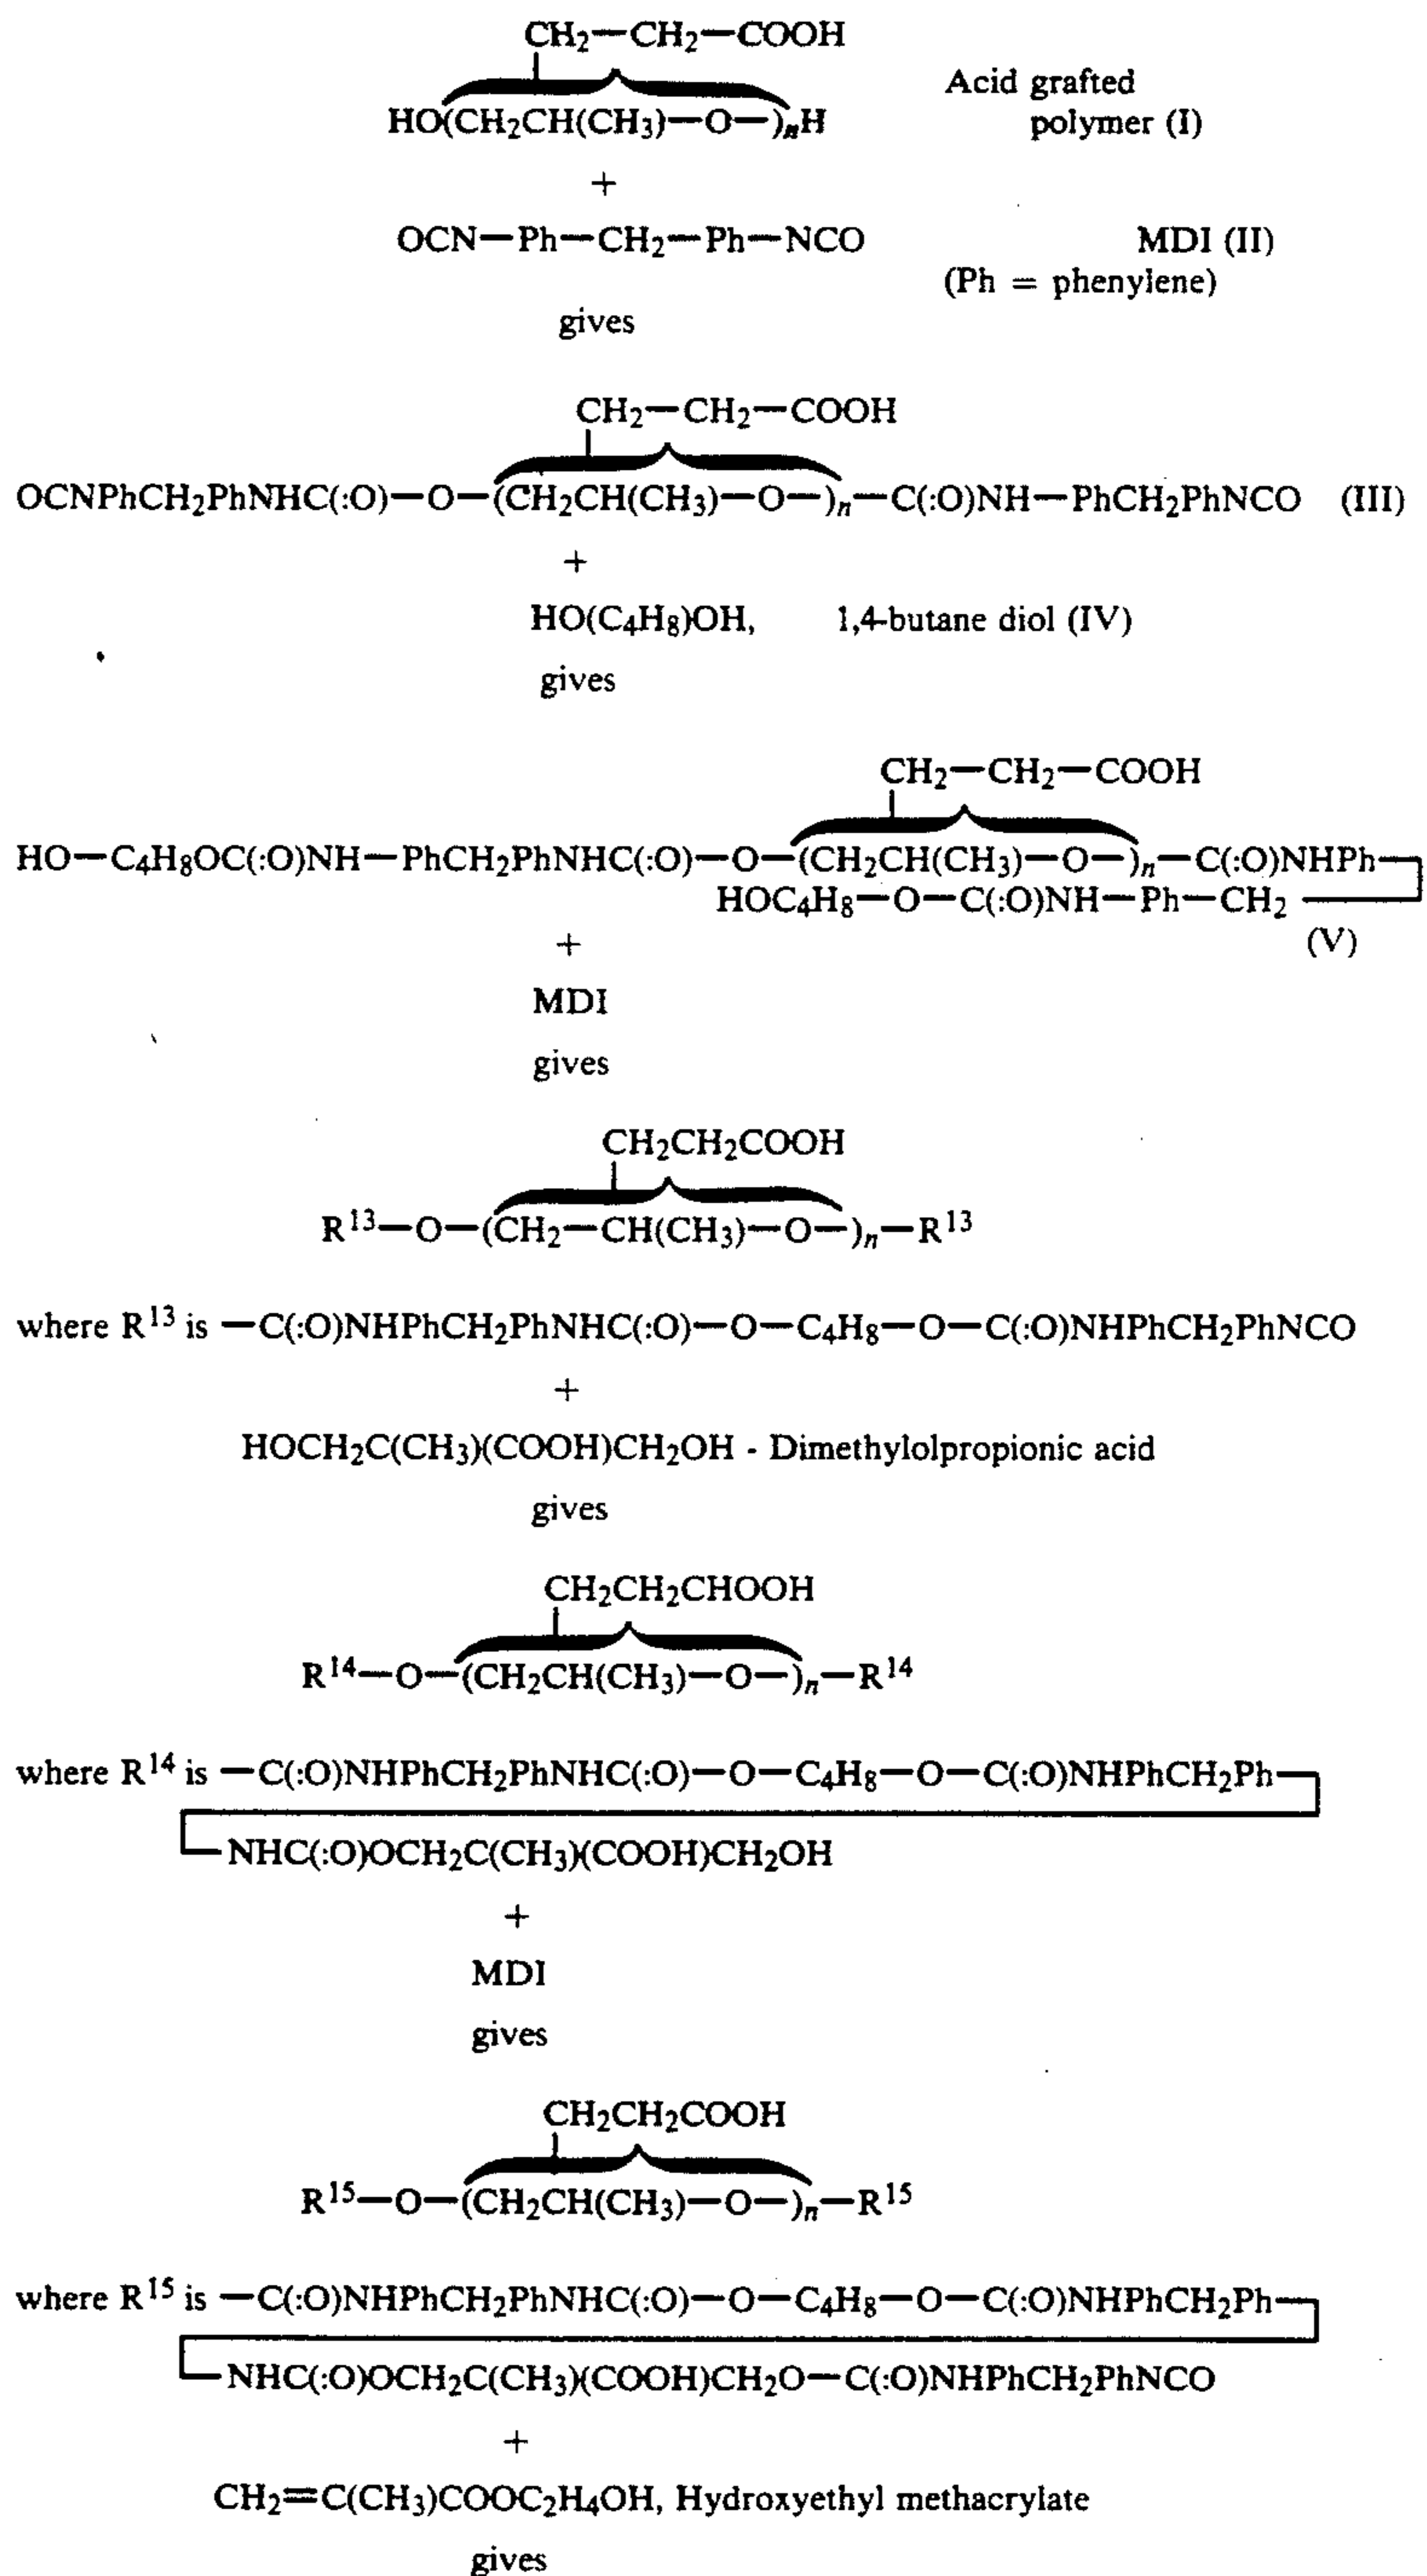 CH₂—CH₂—COOH
HO(CH₂CH(CH₃)—O—)ₙH
Acid grafted
polymer (I)
+
OCN—Ph—CH₂—Ph—NCO MDI (II)
(Ph = phenylene)
gives
CH₂—CH₂—COOH
OCNPhCH₂PhNHC(:O)—O—(CH₂CH(CH₃)—O—)ₙ—C(:O)NH—PhCH₂PhNCO (III)
+
HO(C₄H₈)OH, 1,4-butane diol (IV)
gives
CH₂—CH₂—COOH
HO—C₄H₈OC(:O)NH—PhCH₂PhNHC(:O)—O—(CH₂CH(CH₃)—O—)ₙ—C(:O)NHPh—
HOC₄H₈—O—C(:O)NH—Ph—CH₂—
(V)
+
MDI
gives
CH₂CH₂COOH
R¹³—O—(CH₂—CH(CH₃)—O—)ₙ—R¹³
where R¹³ is —C(:O)NHPhCH₂PhNHC(:O)—O—C₄H₈—O—C(:O)NHPhCH₂PhNCO
+
HOCH₂C(CH₃)(COOH)CH₂OH - Dimethylolpropionic acid
gives
CH₂CH₂CHOOH
R¹⁴—O—(CH₂CH(CH₃)—O—)ₙ—R¹⁴
where R¹⁴ is —C(:O)NHPhCH₂PhNHC(:O)—O—C₄H₈—O—C(:O)NHPhCH₂Ph—
—NHC(:O)OCH₂C(CH₃)(COOH)CH₂OH
+
MDI
gives
CH₂CH₂COOH
R¹⁵—O—(CH₂CH(CH₃)—O—)ₙ—R¹⁵
where R¹⁵ is —C(:O)NHPhCH₂PhNHC(:O)—O—C₄H₈—O—C(:O)NHPhCH₂Ph—
—NHC(:O)OCH₂C(CH₃)(COOH)CH₂O—C(:O)NHPhCH₂PhNCO
+
CH₂=C(CH₃)COOC₂H₄OH, Hydroxyethyl methacrylate
gives